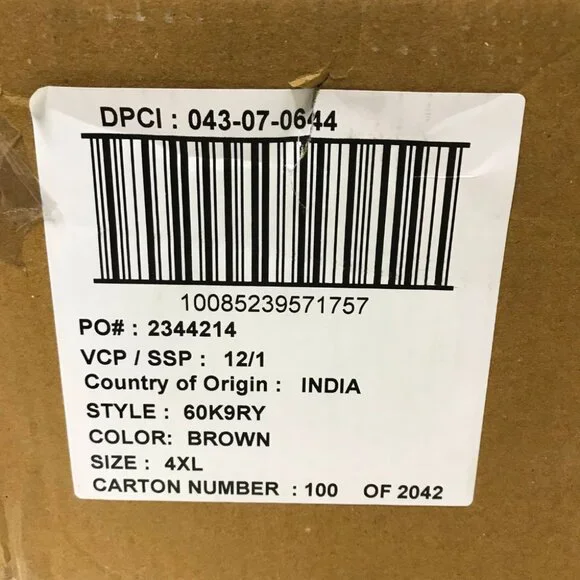 DPCI : 043-07-0644
10085239571757
PO# : 2344214
VCP / SSP : 12/1
Country of Origin : INDIA
STYLE : 60K9RY
COLOR: BROWN
SIZE : 4XL
CARTON NUMBER : 100 OF 2042